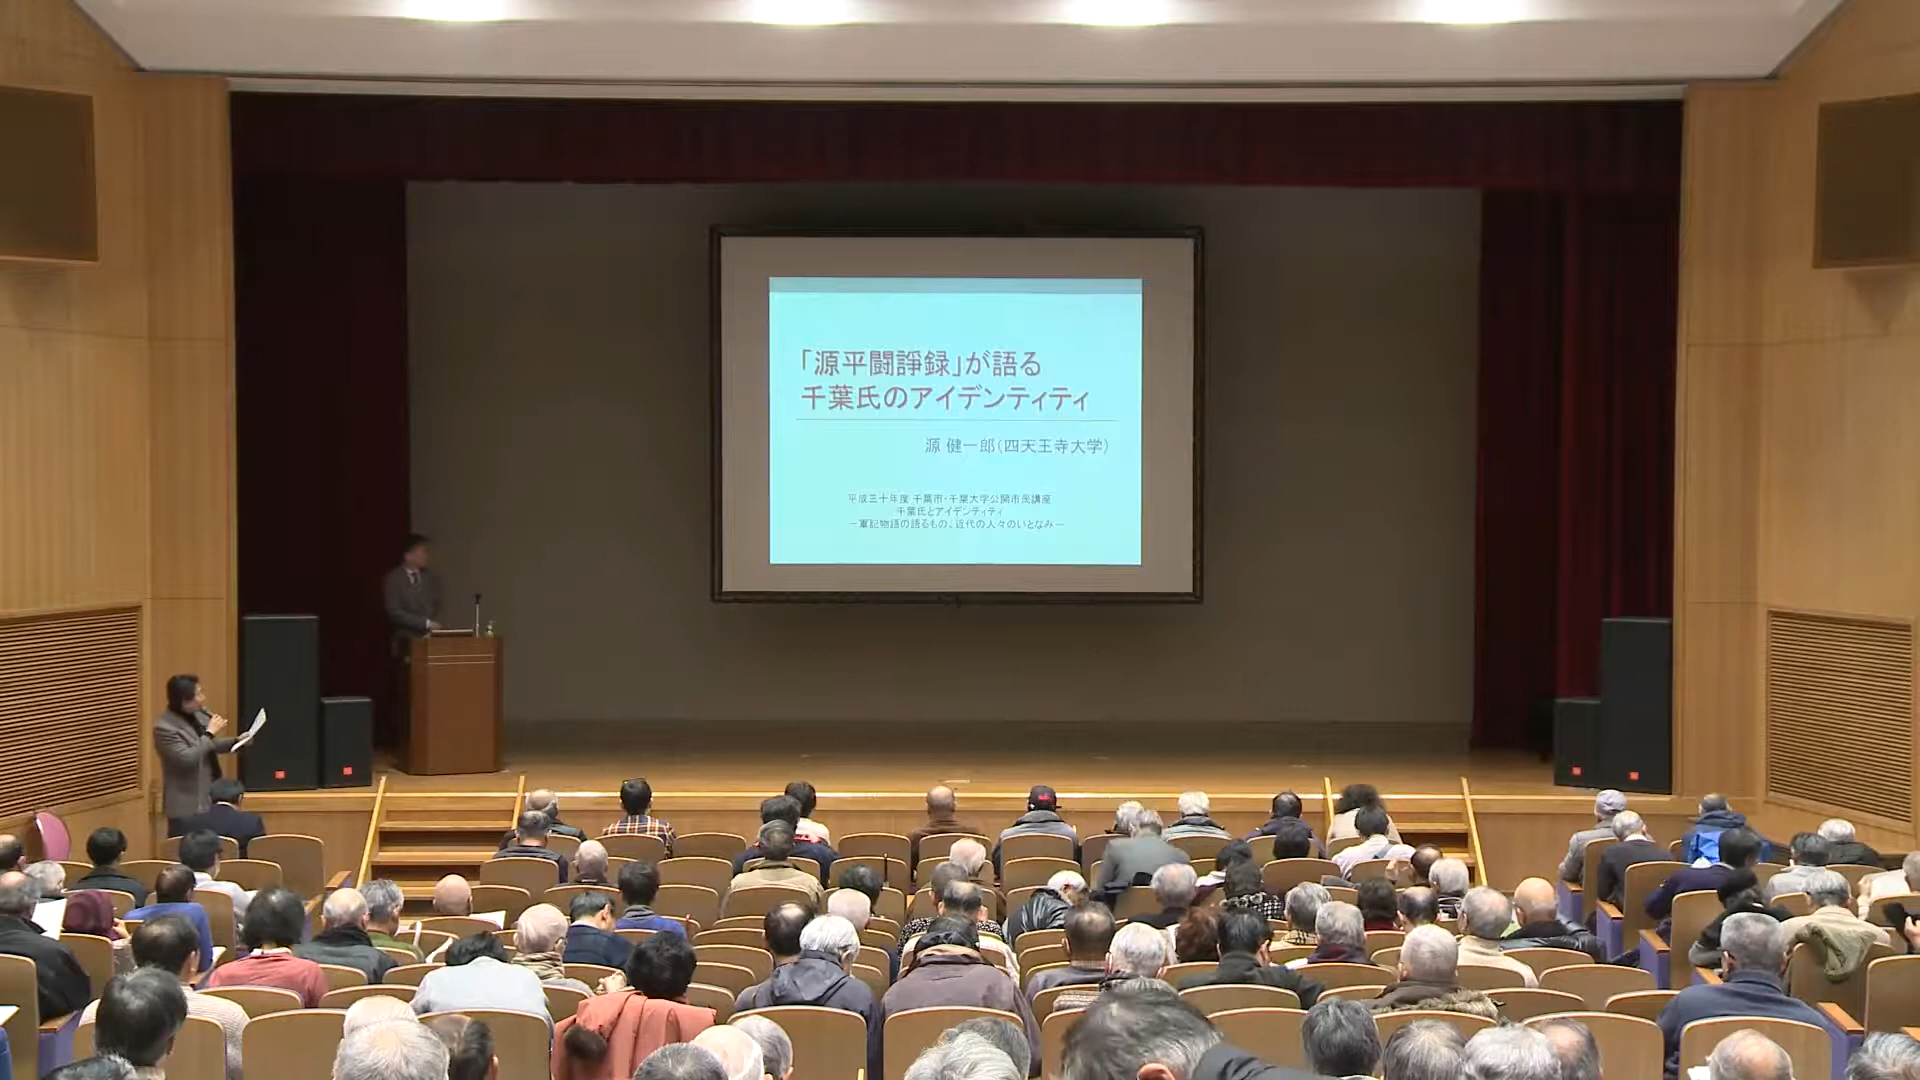 「源平闘諍録」が語る
千葉氏のアイデンティティ
源 健一郎(四天王寺大学)
平成三十年度 千葉市・千葉大学公開市民講座
千葉氏とアイデンティティ
－軍記物語の語るもの、近代の人々のいとなみ－